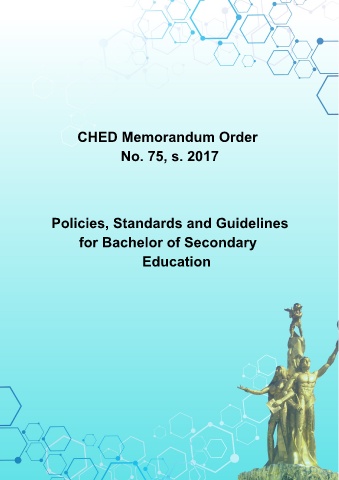 CHED Memorandum Order
No. 75, s. 2017
Policies, Standards and Guidelines
for Bachelor of Secondary
Education